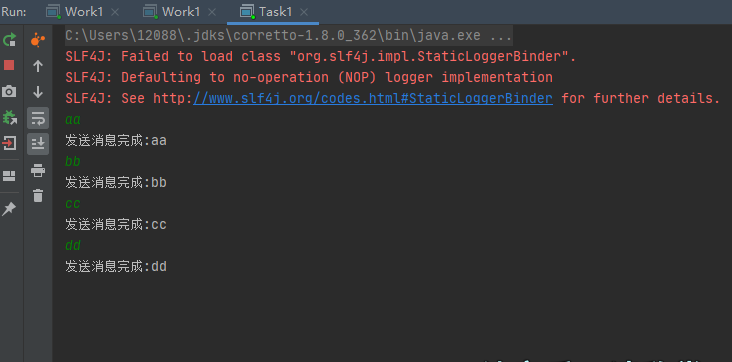 Run: Work1 × Work1 × Task1 ×
C:\Users\12088\.jdks\corretto-1.8.0_362\bin\java.exe ...
SLF4J: Failed to load class "org.slf4j.impl.StaticLoggerBinder".
SLF4J: Defaulting to no-operation (NOP) logger implementation
SLF4J: See http://www.slf4j.org/codes.html#StaticLoggerBinder for further details.
aa
发送消息完成:aa
bb
发送消息完成:bb
cc
发送消息完成:cc
dd
发送消息完成:dd